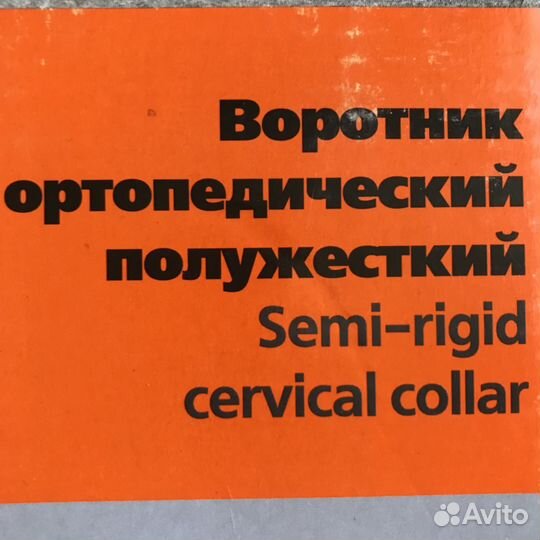 Воротник
ортопедический
полужесткий
Semi-rigid
cervical collar
Avito